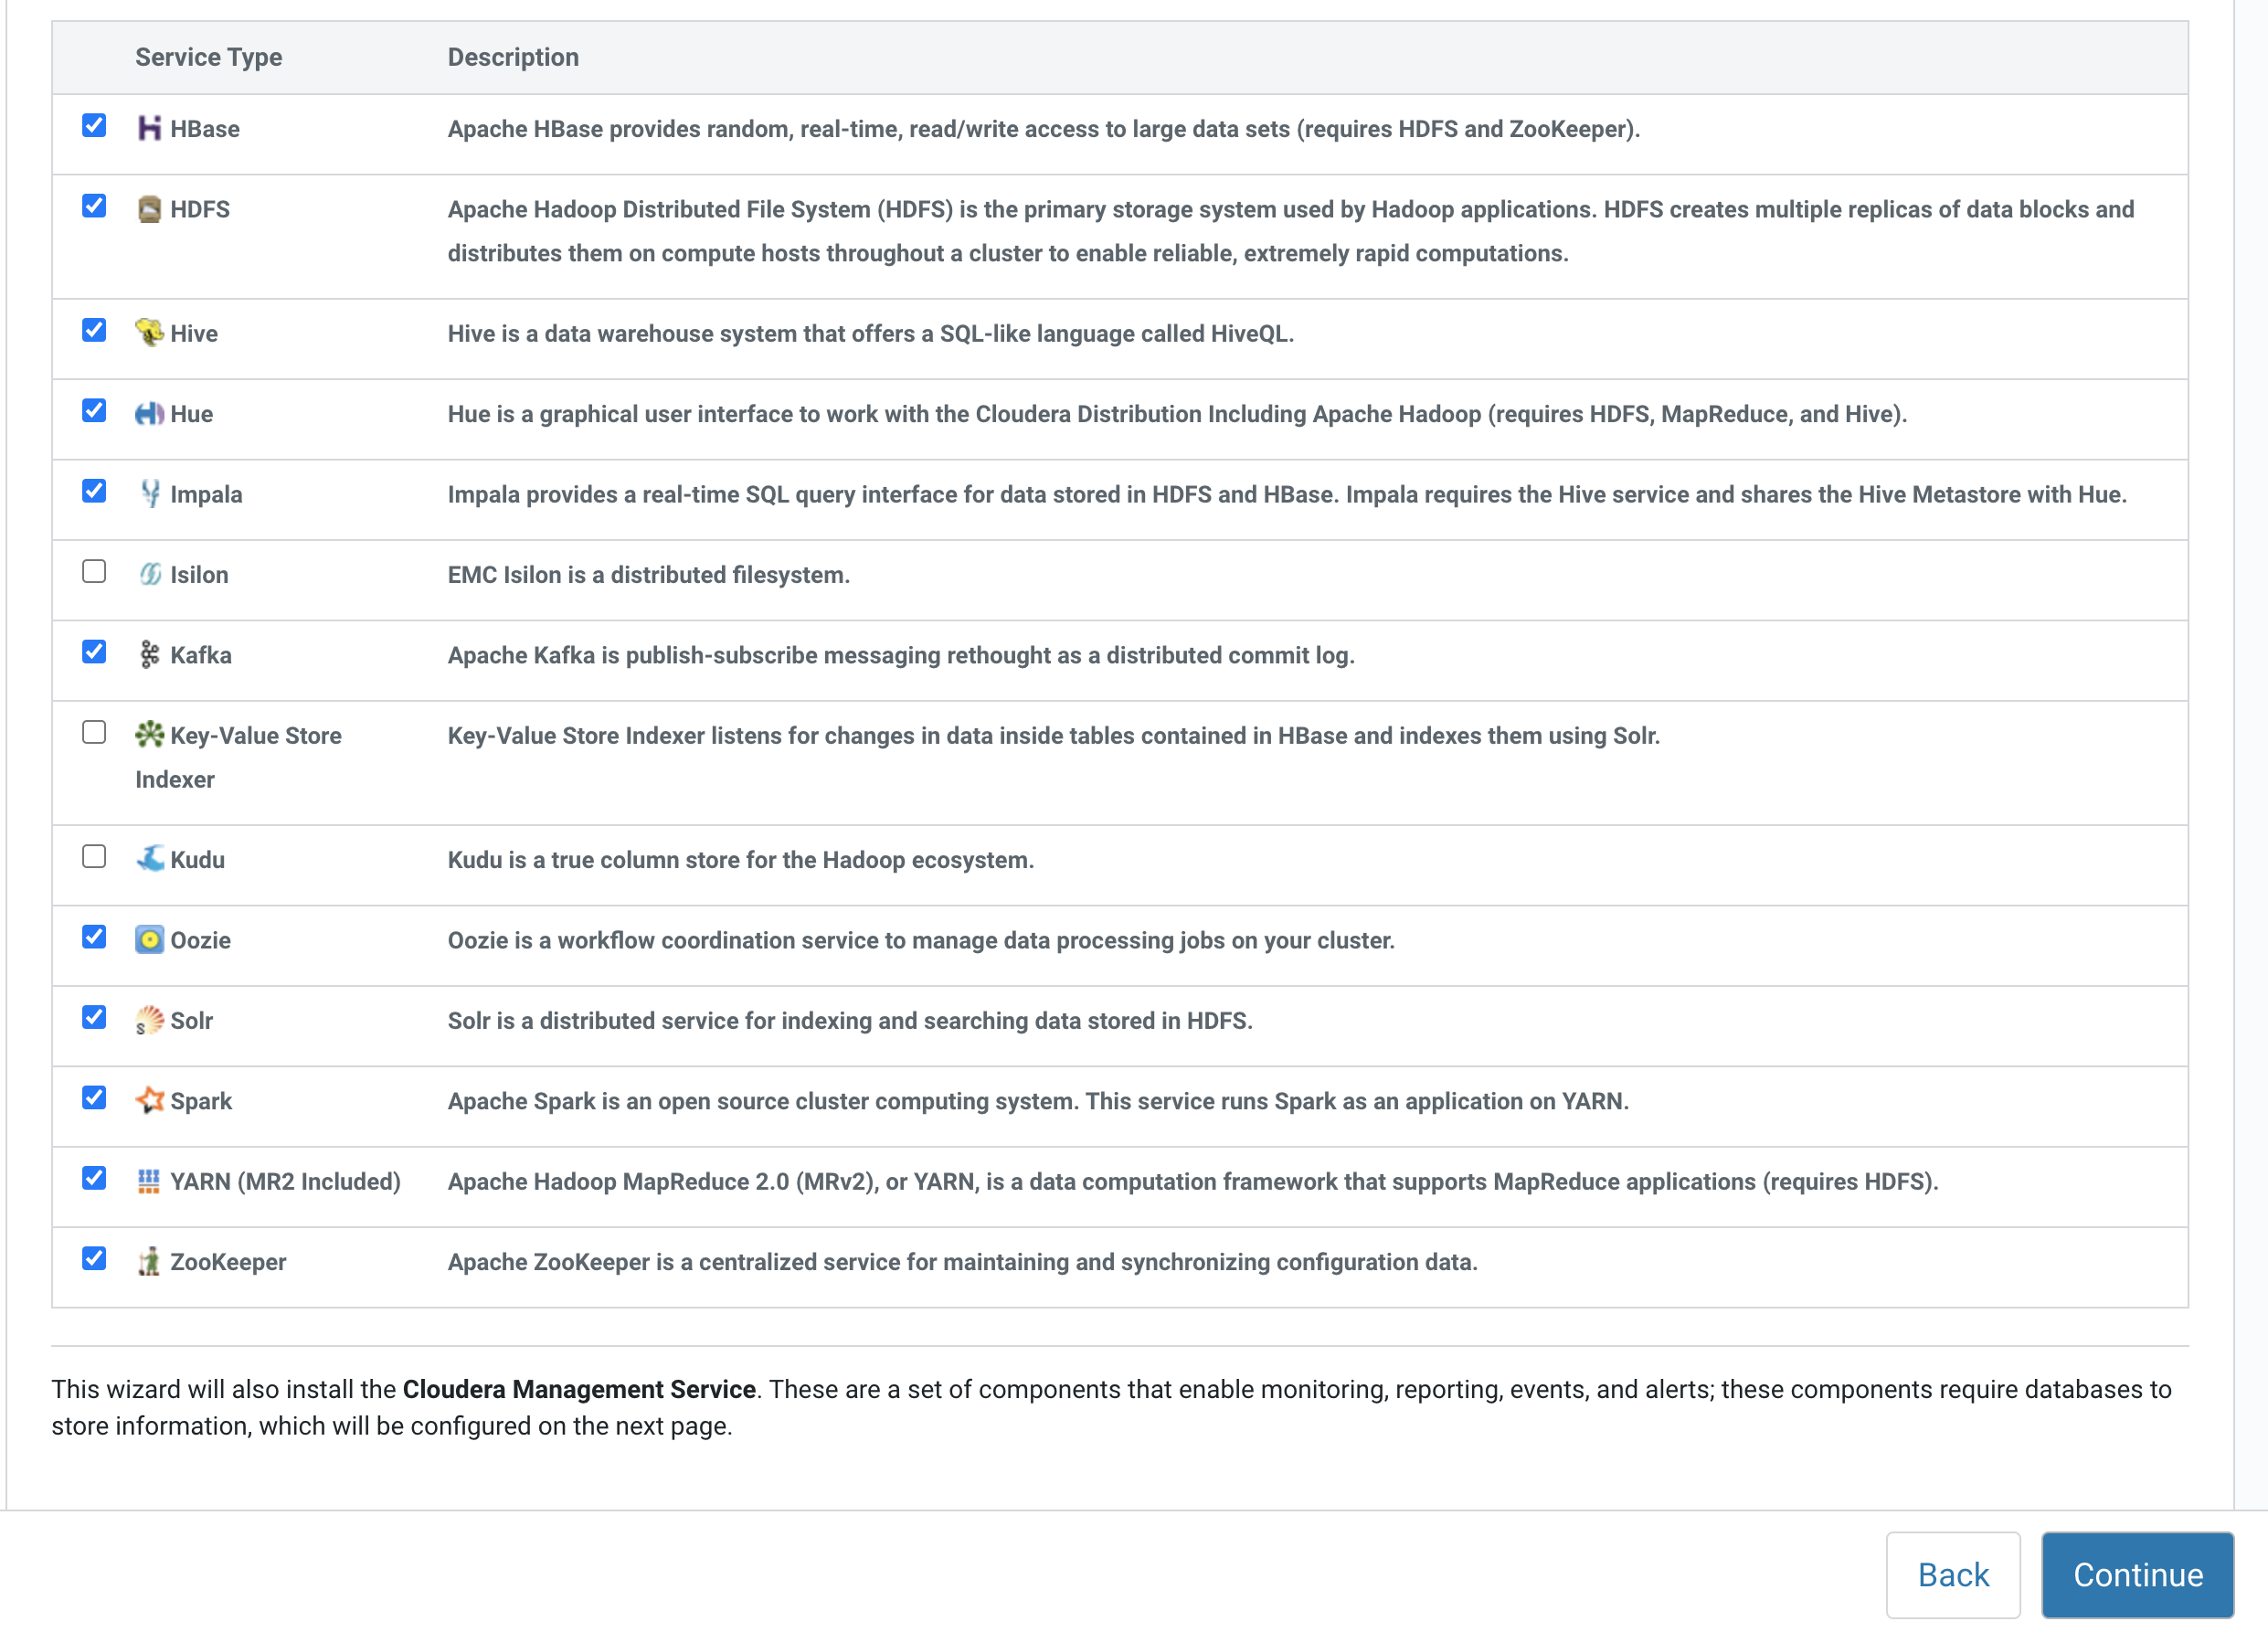 Service Type Description
HBase Apache HBase provides random, real-time, read/write access to large data sets (requires HDFS and ZooKeeper).
HDFS Apache Hadoop Distributed File System (HDFS) is the primary storage system used by Hadoop applications. HDFS creates multiple replicas of data blocks and
distributes them on compute hosts throughout a cluster to enable reliable, extremely rapid computations.
Hive Hive is a data warehouse system that offers a SQL-like language called HiveQL.
Hue Hue is a graphical user interface to work with the Cloudera Distribution Including Apache Hadoop (requires HDFS, MapReduce, and Hive).
Impala Impala provides a real-time SQL query interface for data stored in HDFS and HBase. Impala requires the Hive service and shares the Hive Metastore with Hue.
Isilon EMC Isilon is a distributed filesystem.
Kafka Apache Kafka is publish-subscribe messaging rethought as a distributed commit log.
Key-Value Store Key-Value Store Indexer listens for changes in data inside tables contained in HBase and indexes them using Solr.
Indexer
Kudu Kudu is a true column store for the Hadoop ecosystem.
Oozie Oozie is a workflow coordination service to manage data processing jobs on your cluster.
Solr Solr is a distributed service for indexing and searching data stored in HDFS.
Spark Apache Spark is an open source cluster computing system. This service runs Spark as an application on YARN.
YARN (MR2 Included) Apache Hadoop MapReduce 2.0 (MRv2), or YARN, is a data computation framework that supports MapReduce applications (requires HDFS).
ZooKeeper Apache ZooKeeper is a centralized service for maintaining and synchronizing configuration data.
This wizard will also install the Cloudera Management Service. These are a set of components that enable monitoring, reporting, events, and alerts; these components require databases to
store information, which will be configured on the next page.
Back Continue